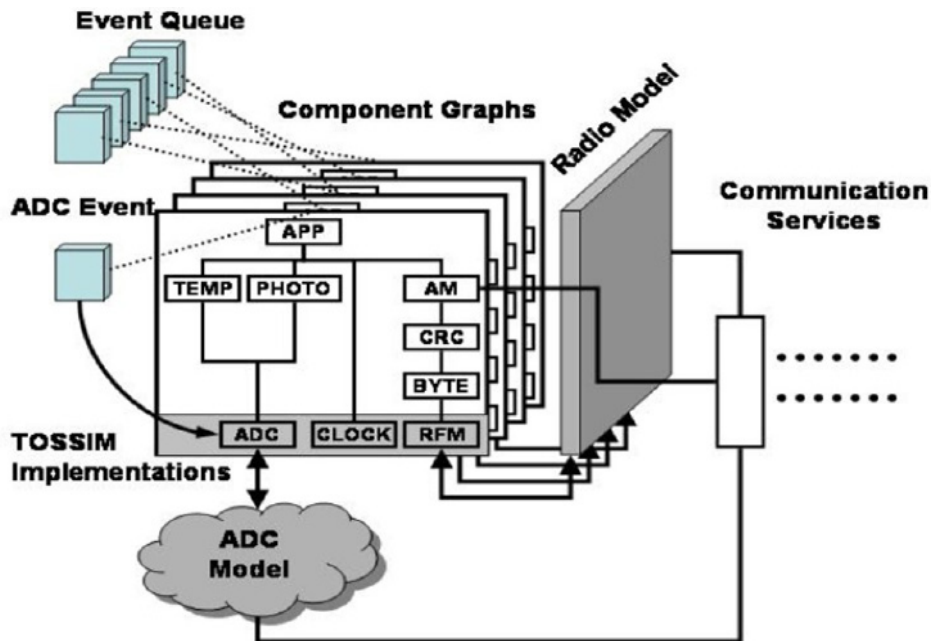 Event Queue
Component Graphs
Radio Model
ADC Event
Communication
Services
APP
TEMP
PHOTO
AM
CRC
BYTE
TOSSIM
Implementations
ADC
CLOCK
RFM
ADC
Model